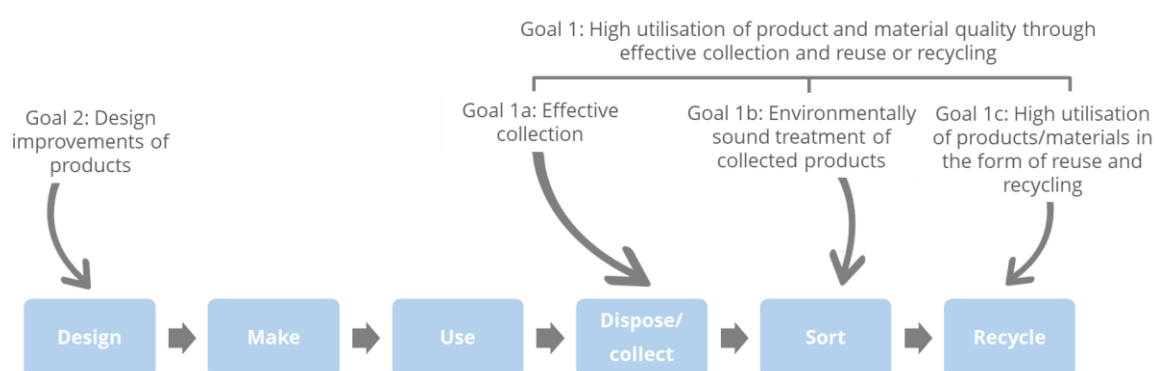 Goal 1: High utilisation of product and material quality through
effective collection and reuse or recycling
Goal 2: Design
improvements of
products
Goal 1a: Effective
collection
Goal 1b: Environmentally
sound treatment of
collected products
Goal 1c: High utilisation
of products/materials in
the form of reuse and
recycling
Design
Make
Use
Dispose/
collect
Sort
Recycle